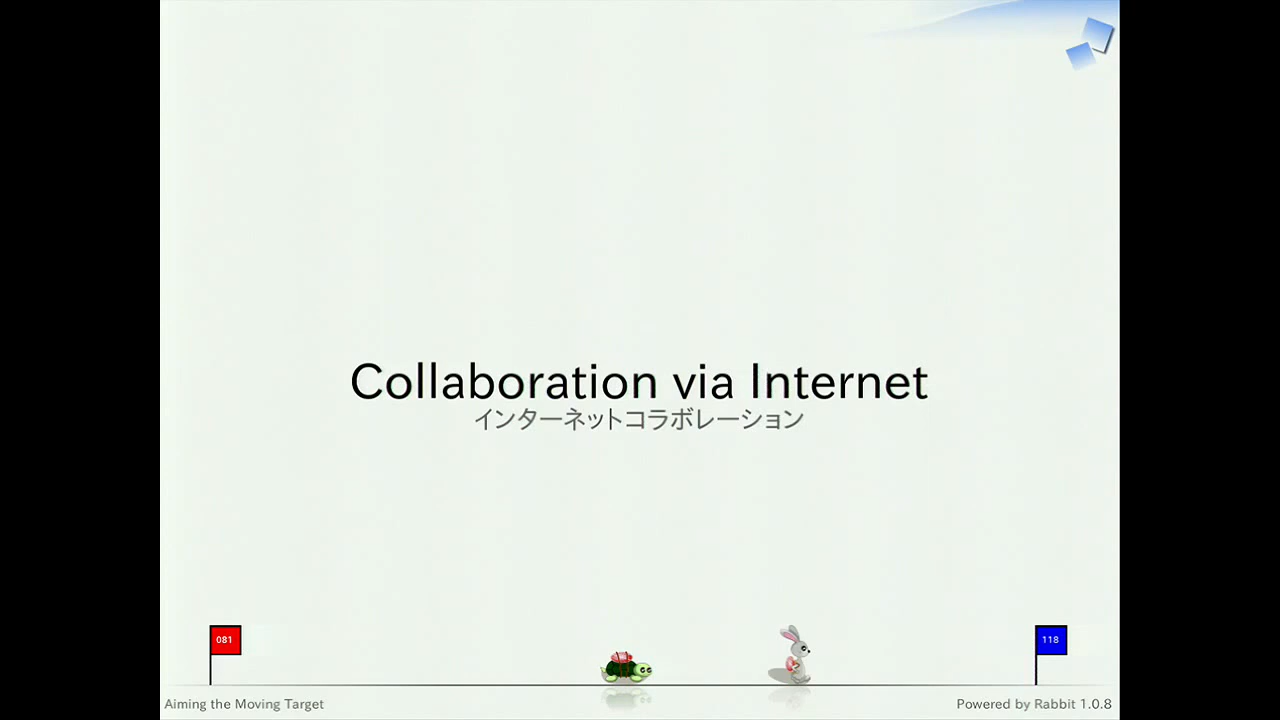 Collaboration via Internet
インターネットコラボレーション
081
118
Aiming the Moving Target
Powered by Rabbit 1.0.8